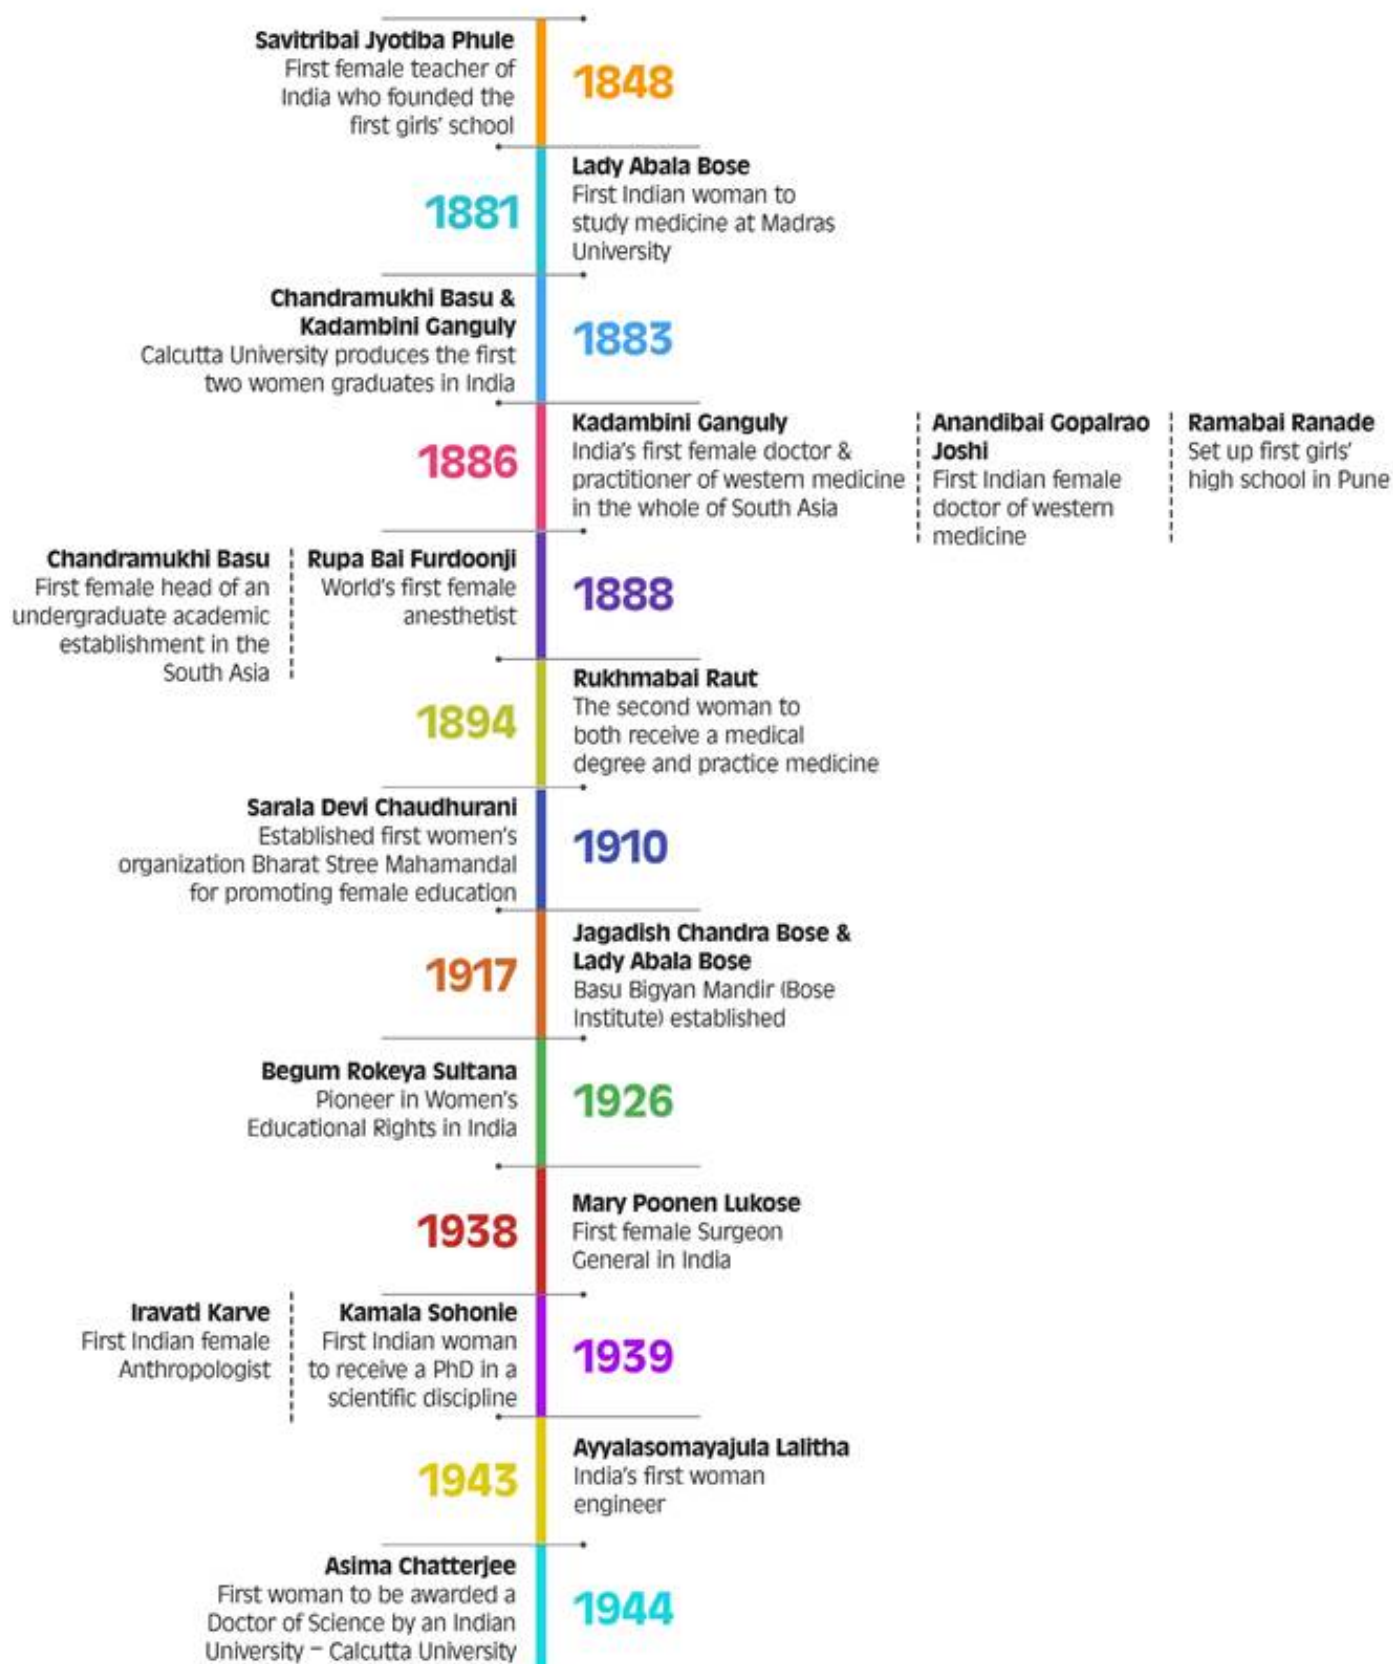 Savitribai Jyotiba Phule
First female teacher of
India who founded the
first girls' school
1848
1881
Lady Abala Bose
First Indian woman to
study medicine at Madras
University
Chandramukhi Basu &
Kadambini Ganguly
Calcutta University produces the first
two women graduates in India
1883
1886
Kadambini Ganguly
India's first female doctor &
practitioner of western medicine
in the whole of South Asia
Anandibai Gopalrao
Joshi
First Indian female
doctor of western
medicine
Ramabai Ranade
Set up first girls'
high school in Pune
Chandramukhi Basu
First female head of an
undergraduate academic
establishment in the
South Asia
Rupa Bai Furdoonji
World's first female
anesthetist
1888
1894
Rukhmabai Raut
The second woman to
both receive a medical
degree and practice medicine
Sarala Devi Chaudhurani
Established first women's
organization Bharat Stree Mahamandal
for promoting female education
1910
1917
Jagadish Chandra Bose &
Lady Abala Bose
Basu Bigyan Mandir (Bose
Institute) established
Begum Rokeya Sultana
Pioneer in Women's
Educational Rights in India
1926
1938
Mary Poonen Lukose
First female Surgeon
General in India
Iravati Karve
First Indian female
Anthropologist
Kamala Sohonie
First Indian woman
to receive a PhD in a
scientific discipline
1939
1943
Ayyalasomayajula Lalitha
India's first woman
engineer
Asima Chatterjee
First woman to be awarded a
Doctor of Science by an Indian
University – Calcutta University
1944